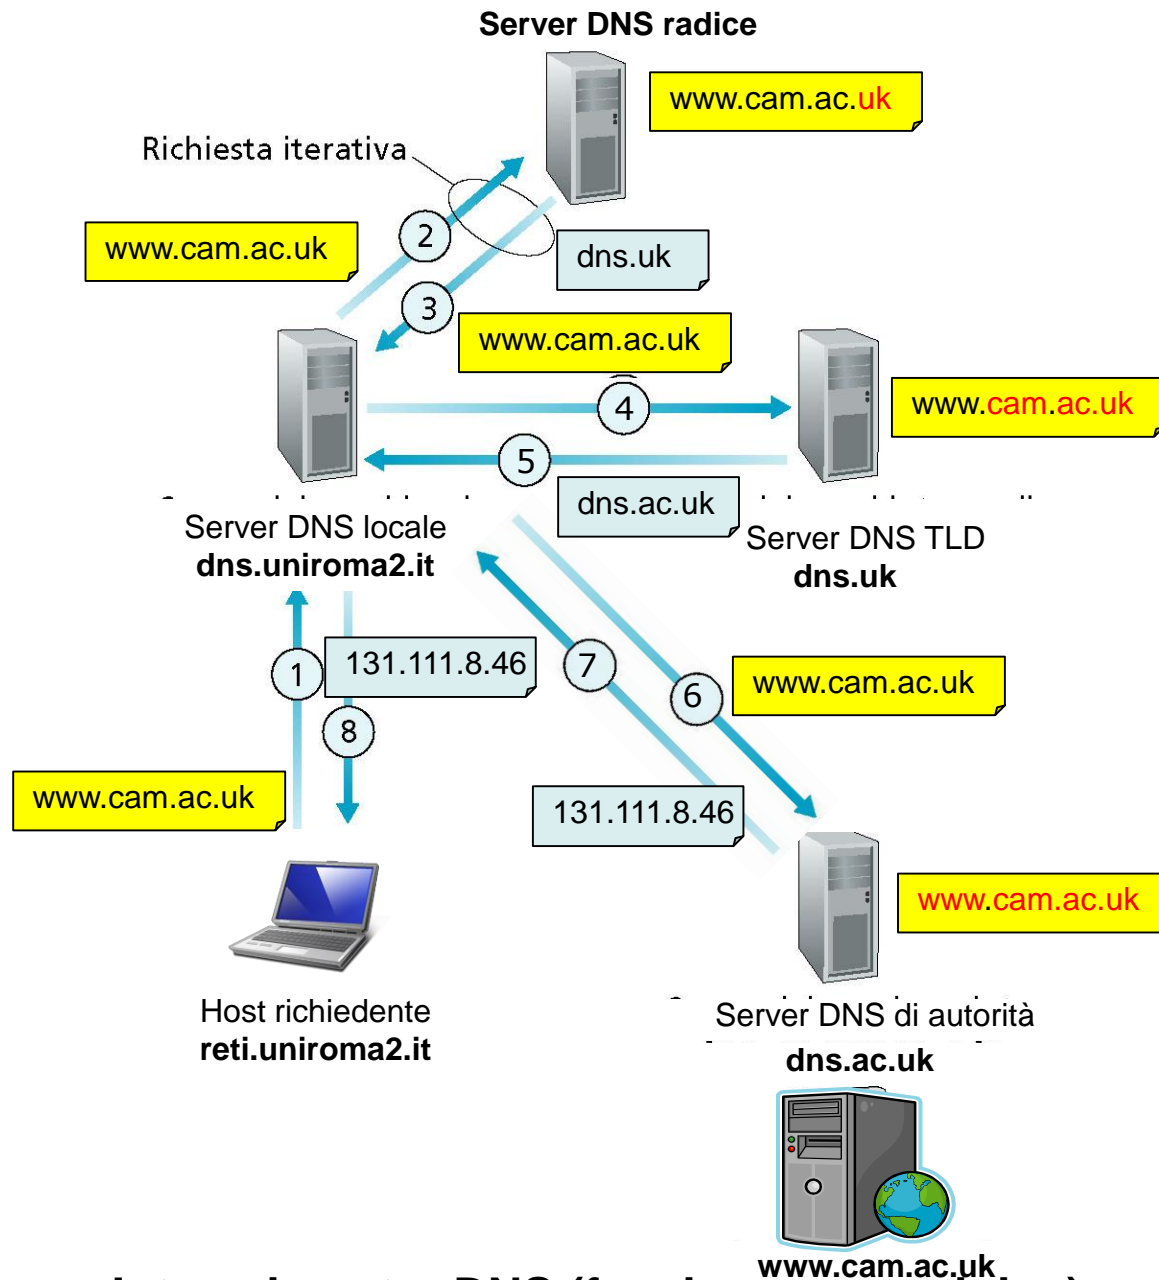 Server DNS radice
www.cam.ac.uk
Richiesta iterativa
www.cam.ac.uk
2
dns.uk
3
www.cam.ac.uk
4
www.cam.ac.uk
5
dns.ac.uk
Server DNS locale
dns.uniroma2.it
Server DNS TLD
dns.uk
1
131.111.8.46
7
6
www.cam.ac.uk
8
www.cam.ac.uk
131.111.8.46
www.cam.ac.uk
Host richiedente
reti.uniroma2.it
Server DNS di autorità
dns.ac.uk
www.cam.ac.uk
DNS